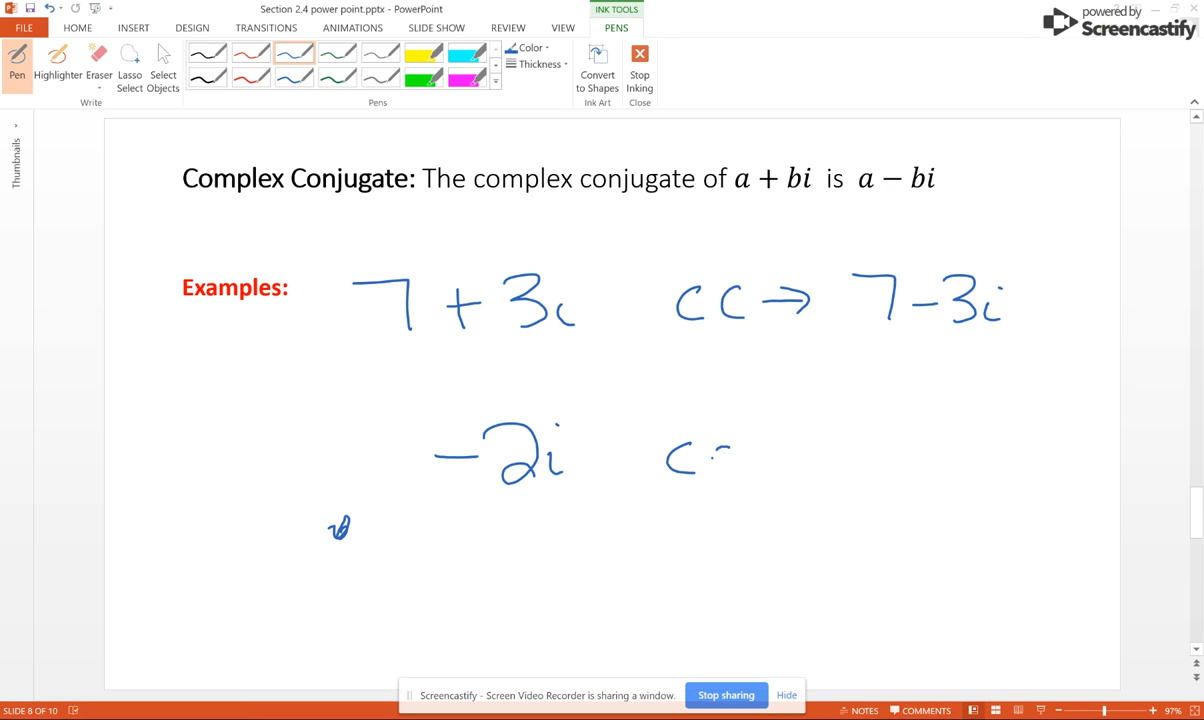 Section 2.4 power point.pptx - PowerPoint
INK TOOLS
powered by
Screencastify
FILE HOME INSERT DESIGN TRANSITIONS ANIMATIONS SLIDE SHOW REVIEW VIEW PENS
Pen Highlighter Eraser Lasso Select Select Objects
Color
Thickness
Convert to Shapes
Stop Inking
Write Pens Ink Art Close
Thumbnails
Complex Conjugate: The complex conjugate of a + bi is a − bi
Examples: 7 + 3i cc ⇒ 7 − 3i
− 2i c
Screencastify - Screen Video Recorder is sharing a window. Stop sharing Hide
SLIDE 8 OF 10 NOTES COMMENTS 97%